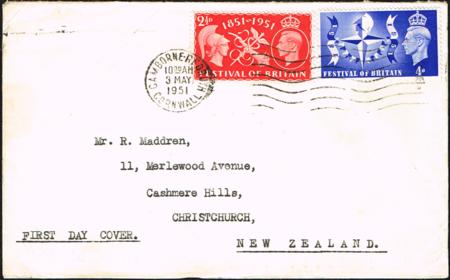 2½D 1851-1951
FESTIVAL OF BRITAIN
FESTIVAL OF BRITAIN 4D
CAMBORNE-REDRUTH
10 AM
3 MAY
1951
CORNWALL
Mr. R. Maddren,
11, Merlewood Avenue,
Cashmere Hills,
CHRISTCHURCH,
FIRST DAY COVER.
NEW ZEALAND.